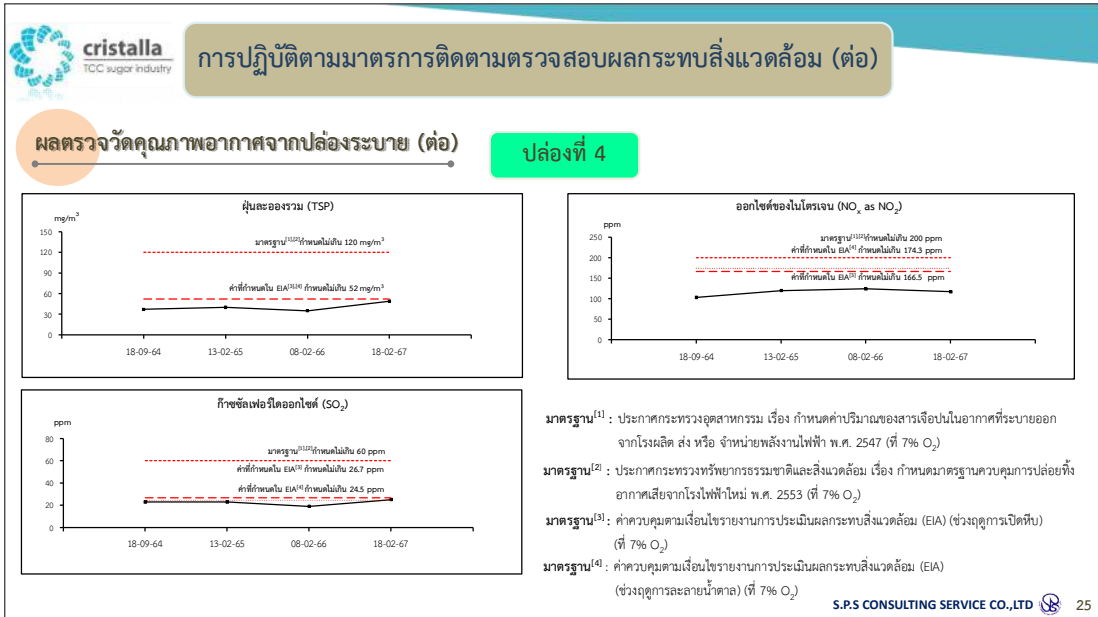 cristalla
TCC sugar industry
การปฏิบัติตามมาตรการติดตามตรวจสอบผลกระทบสิ่งแวดล้อม (ต่อ)
ผลตรวจวัดคุณภาพอากาศจากปล่องระบาย (ต่อ)
ปล่องที่ 4
ฝุ่นละอองรวม (TSP)
mg/m³
150
120
90
60
30
0
มาตรฐาน[1],[2]กำหนดไม่เกิน 120 mg/m³
ค่าที่กำหนดใน EIA[3],[4] กำหนดไม่เกิน 52 mg/m³
18-09-64 13-02-65 08-02-66 18-02-67
ออกไซด์ของไนโตรเจน (NOₓ as NO₂)
ppm
250
200
150
100
50
0
มาตรฐาน[1][2]กำหนดไม่เกิน 200 ppm
ค่าที่กำหนดใน EIA[4] กำหนดไม่เกิน 174.3 ppm
ค่าที่กำหนดใน EIA[3] กำหนดไม่เกิน 166.5 ppm
18-09-64 13-02-65 08-02-66 18-02-67
ก๊าซซัลเฟอร์ไดออกไซด์ (SO₂)
ppm
80
60
40
20
0
มาตรฐาน[1],[2]กำหนดไม่เกิน 60 ppm
ค่าที่กำหนดใน EIA[3] กำหนดไม่เกิน 26.7 ppm
ค่าที่กำหนดใน EIA[4] กำหนดไม่เกิน 24.5 ppm
18-09-64 13-02-65 08-02-66 18-02-67
มาตรฐาน[1] : ประกาศกระทรวงอุตสาหกรรม เรื่อง กำหนดค่าปริมาณของสารเจือปนในอากาศที่ระบายออก
จากโรงผลิต ส่ง หรือ จำหน่ายพลังงานไฟฟ้า พ.ศ. 2547 (ที่ 7% O₂)
มาตรฐาน[2] : ประกาศกระทรวงทรัพยากรธรรมชาติและสิ่งแวดล้อม เรื่อง กำหนดมาตรฐานควบคุมการปล่อยทิ้ง
อากาศเสียจากโรงไฟฟ้าใหม่ พ.ศ. 2553 (ที่ 7% O₂)
มาตรฐาน[3] : ค่าควบคุมตามเงื่อนไขรายงานการประเมินผลกระทบสิ่งแวดล้อม (EIA) (ช่วงฤดูการเปิดหีบ)
(ที่ 7% O₂)
มาตรฐาน[4] : ค่าควบคุมตามเงื่อนไขรายงานการประเมินผลกระทบสิ่งแวดล้อม (EIA)
(ช่วงฤดูการละลายน้ำตาล) (ที่ 7% O₂)
S.P.S CONSULTING SERVICE CO.,LTD 25